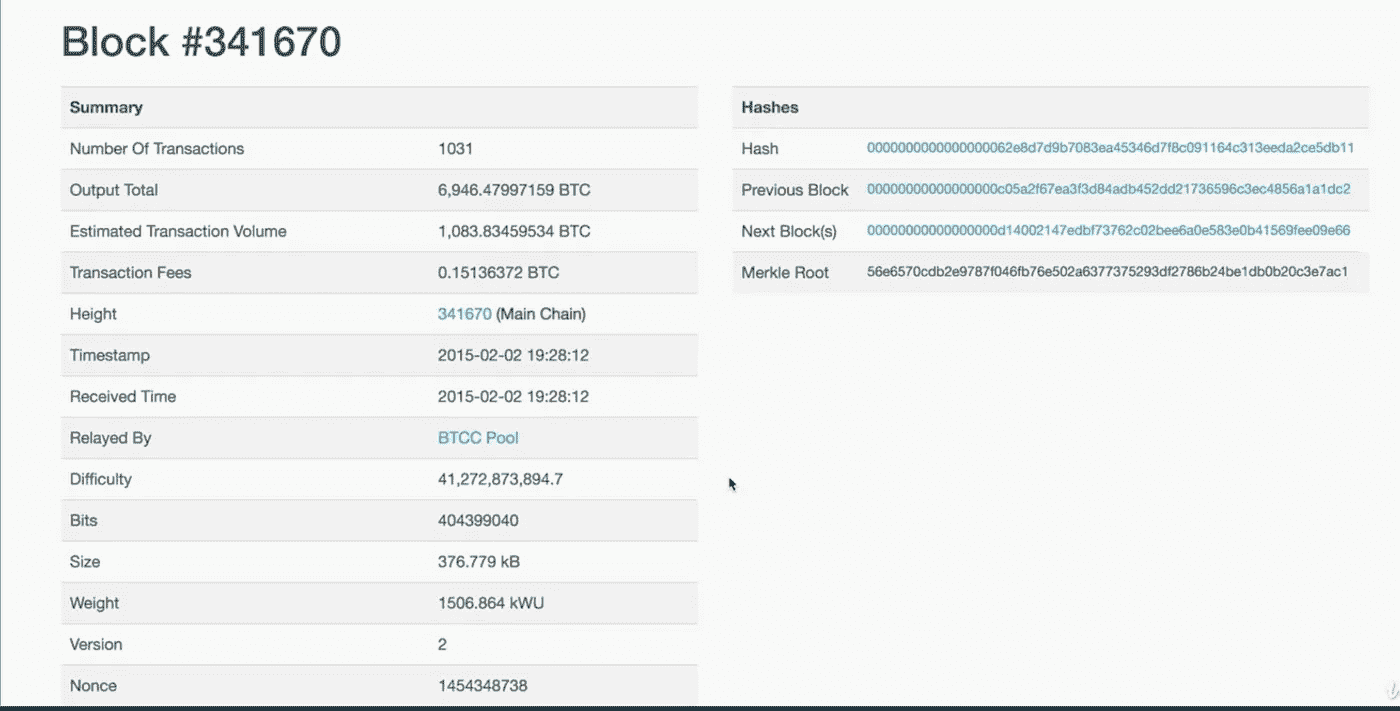 Block #341670
Summary
Number Of Transactions 1031
Output Total 6,946.47997159 BTC
Estimated Transaction Volume 1,083.83459534 BTC
Transaction Fees 0.15136372 BTC
Height 341670 (Main Chain)
Timestamp 2015-02-02 19:28:12
Received Time 2015-02-02 19:28:12
Relayed By BTCC Pool
Difficulty 41,272,873,894.7
Bits 404399040
Size 376.779 kB
Weight 1506.864 kWU
Version 2
Nonce 1454348738
Hashes
Hash 0000000000000000062e8d7d9b7083ea45346d7f8c091164c313eeda2ce5db11
Previous Block 00000000000000000c05a2f67ea3f3d84adb452dd21736596c3ec4856a1a1dc2
Next Block(s) 00000000000000000d14002147edbf73762c02bee6a0e583e0b41569fee09e66
Merkle Root 56e6570cdb2e9787f046fb76e502a6377375293df2786b24be1db0b20c3e7ac1